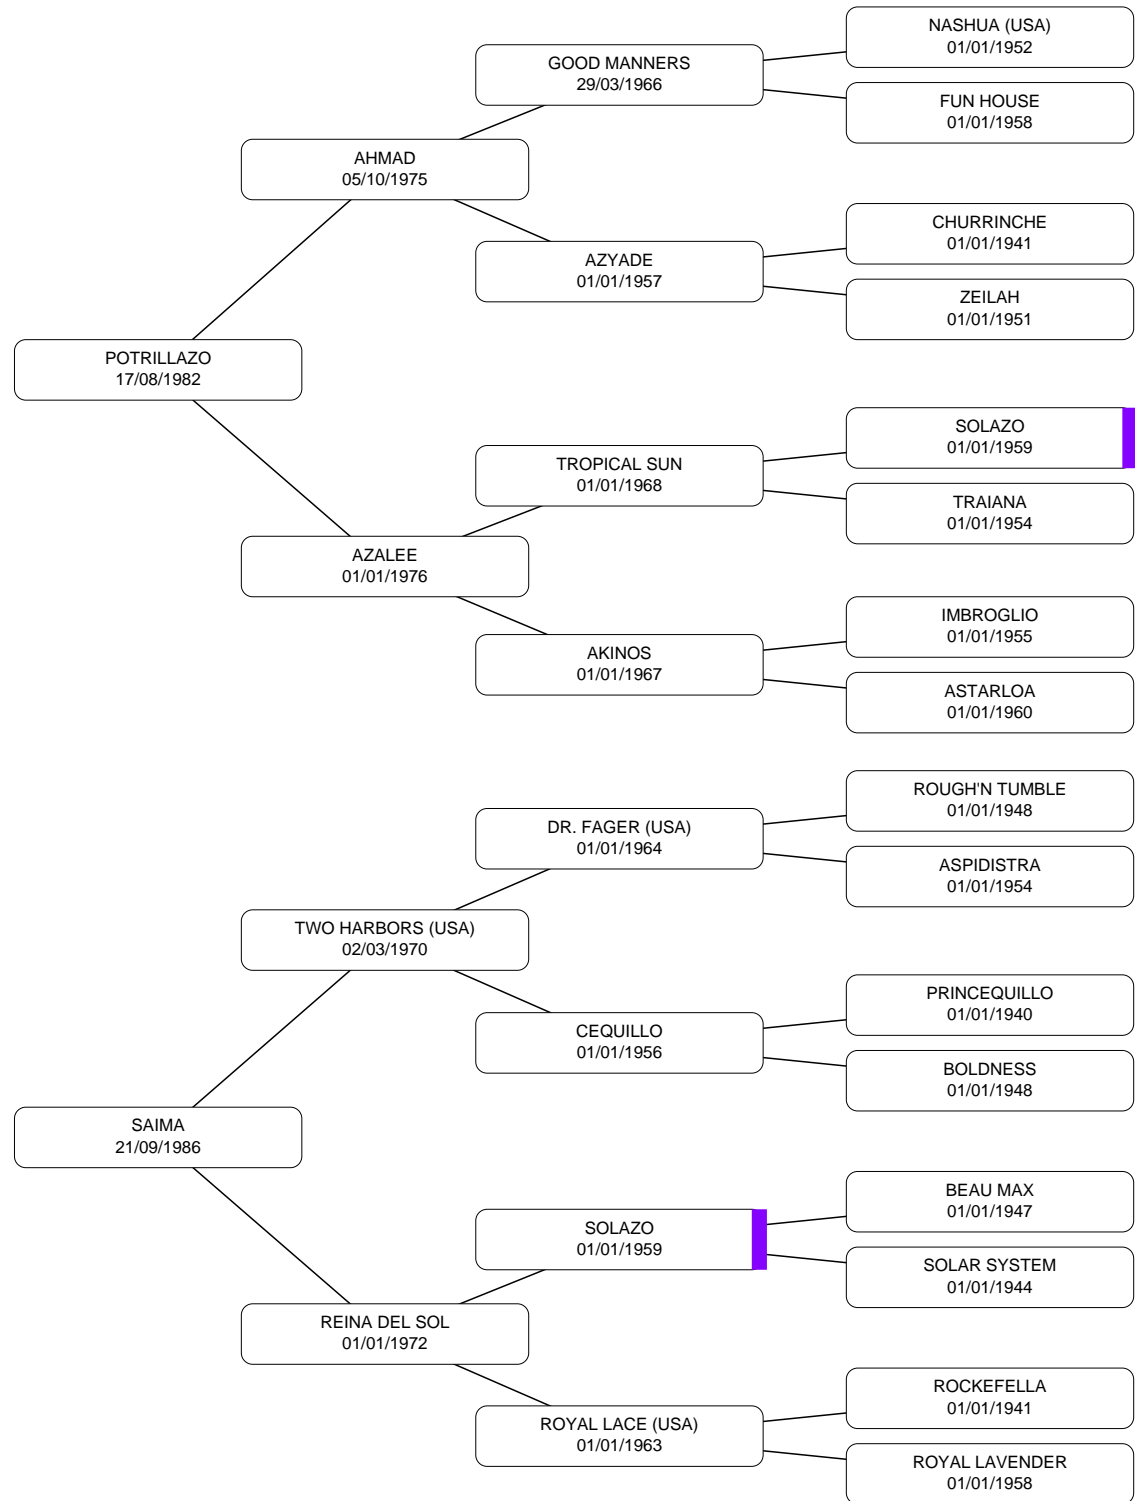 NASHUA (USA)
01/01/1952
GOOD MANNERS
29/03/1966
FUN HOUSE
01/01/1958
AHMAD
05/10/1975
CHURRINCHE
01/01/1941
AZYADE
01/01/1957
ZEILAH
01/01/1951
POTRILLAZO
17/08/1982
SOLAZO
01/01/1959
TROPICAL SUN
01/01/1968
TRAIANA
01/01/1954
AZALEE
01/01/1976
IMBROGLIO
01/01/1955
AKINOS
01/01/1967
ASTARLOA
01/01/1960
ROUGH'N TUMBLE
01/01/1948
DR. FAGER (USA)
01/01/1964
ASPIDISTRA
01/01/1954
TWO HARBORS (USA)
02/03/1970
PRINCEQUILLO
01/01/1940
CEQUILLO
01/01/1956
BOLDNESS
01/01/1948
SAIMA
21/09/1986
BEAU MAX
01/01/1947
SOLAZO
01/01/1959
SOLAR SYSTEM
01/01/1944
REINA DEL SOL
01/01/1972
ROCKEFELLA
01/01/1941
ROYAL LACE (USA)
01/01/1963
ROYAL LAVENDER
01/01/1958